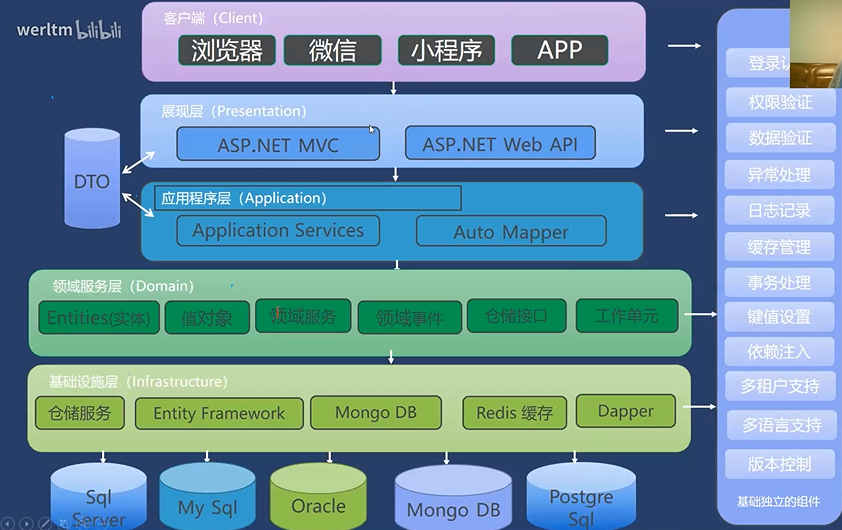 werltm bilibili
客户端（Client)
浏览器
微信
小程序
APP
展现层（Presentation）
ASP.NET MVC
ASP.NET Web API
DTO
应用程序层（Application）
Application Services
Auto Mapper
领域服务层（Domain）
Entities(实体)
值对象
领域服务
领域事件
仓储接口
工作单元
基础设施层（Infrastructure）
仓储服务
Entity Framework
Mongo DB
Redis 缓存
Dapper
Sql
Server
My Sql
Oracle
Mongo DB
Postgre
Sql
登录
权限验证
数据验证
异常处理
日志记录
缓存管理
事务处理
键值设置
依赖注入
多租户支持
多语言支持
版本控制
基础独立的组件